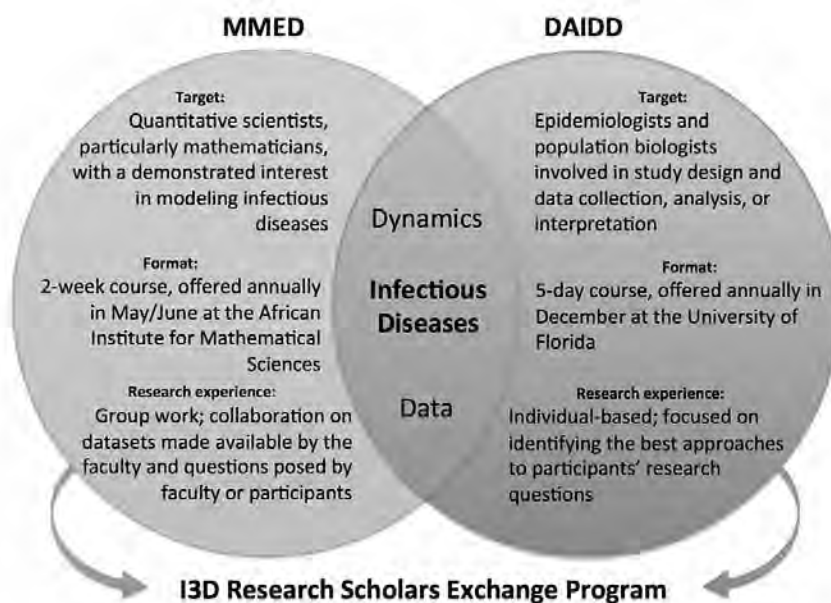 MMED
Target:
Quantitative scientists,
particularly mathematicians,
with a demonstrated interest
in modeling infectious
diseases
Format:
2-week course, offered annually
in May/June at the African
Institute for Mathematical
Sciences
Research experience:
Group work; collaboration on
datasets made available by the
faculty and questions posed by
faculty or participants
Dynamics
Infectious
Diseases
Data
DAIDD
Target:
Epidemiologists and
population biologists
involved in study design and
data collection, analysis, or
interpretation
Format:
5-day course, offered annually in
December at the University of
Florida
Research experience:
Individual-based; focused on
identifying the best approaches
to participants' research
questions
I3D Research Scholars Exchange Program